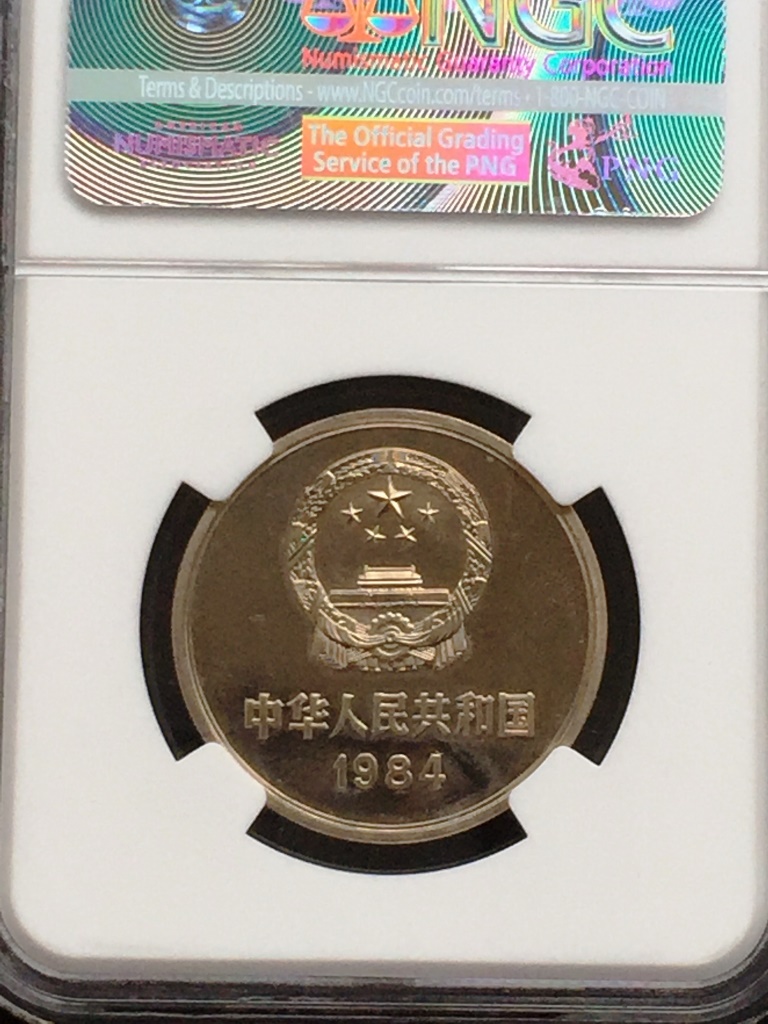 NGC
Numismatic Guaranty Corporation
Terms & Descriptions - www.NGCcoin.com/terms • 1-800-NGC-COIN
NUMISMATIC
The Official Grading
Service of the PNG
PNG
中华人民共和国
1984